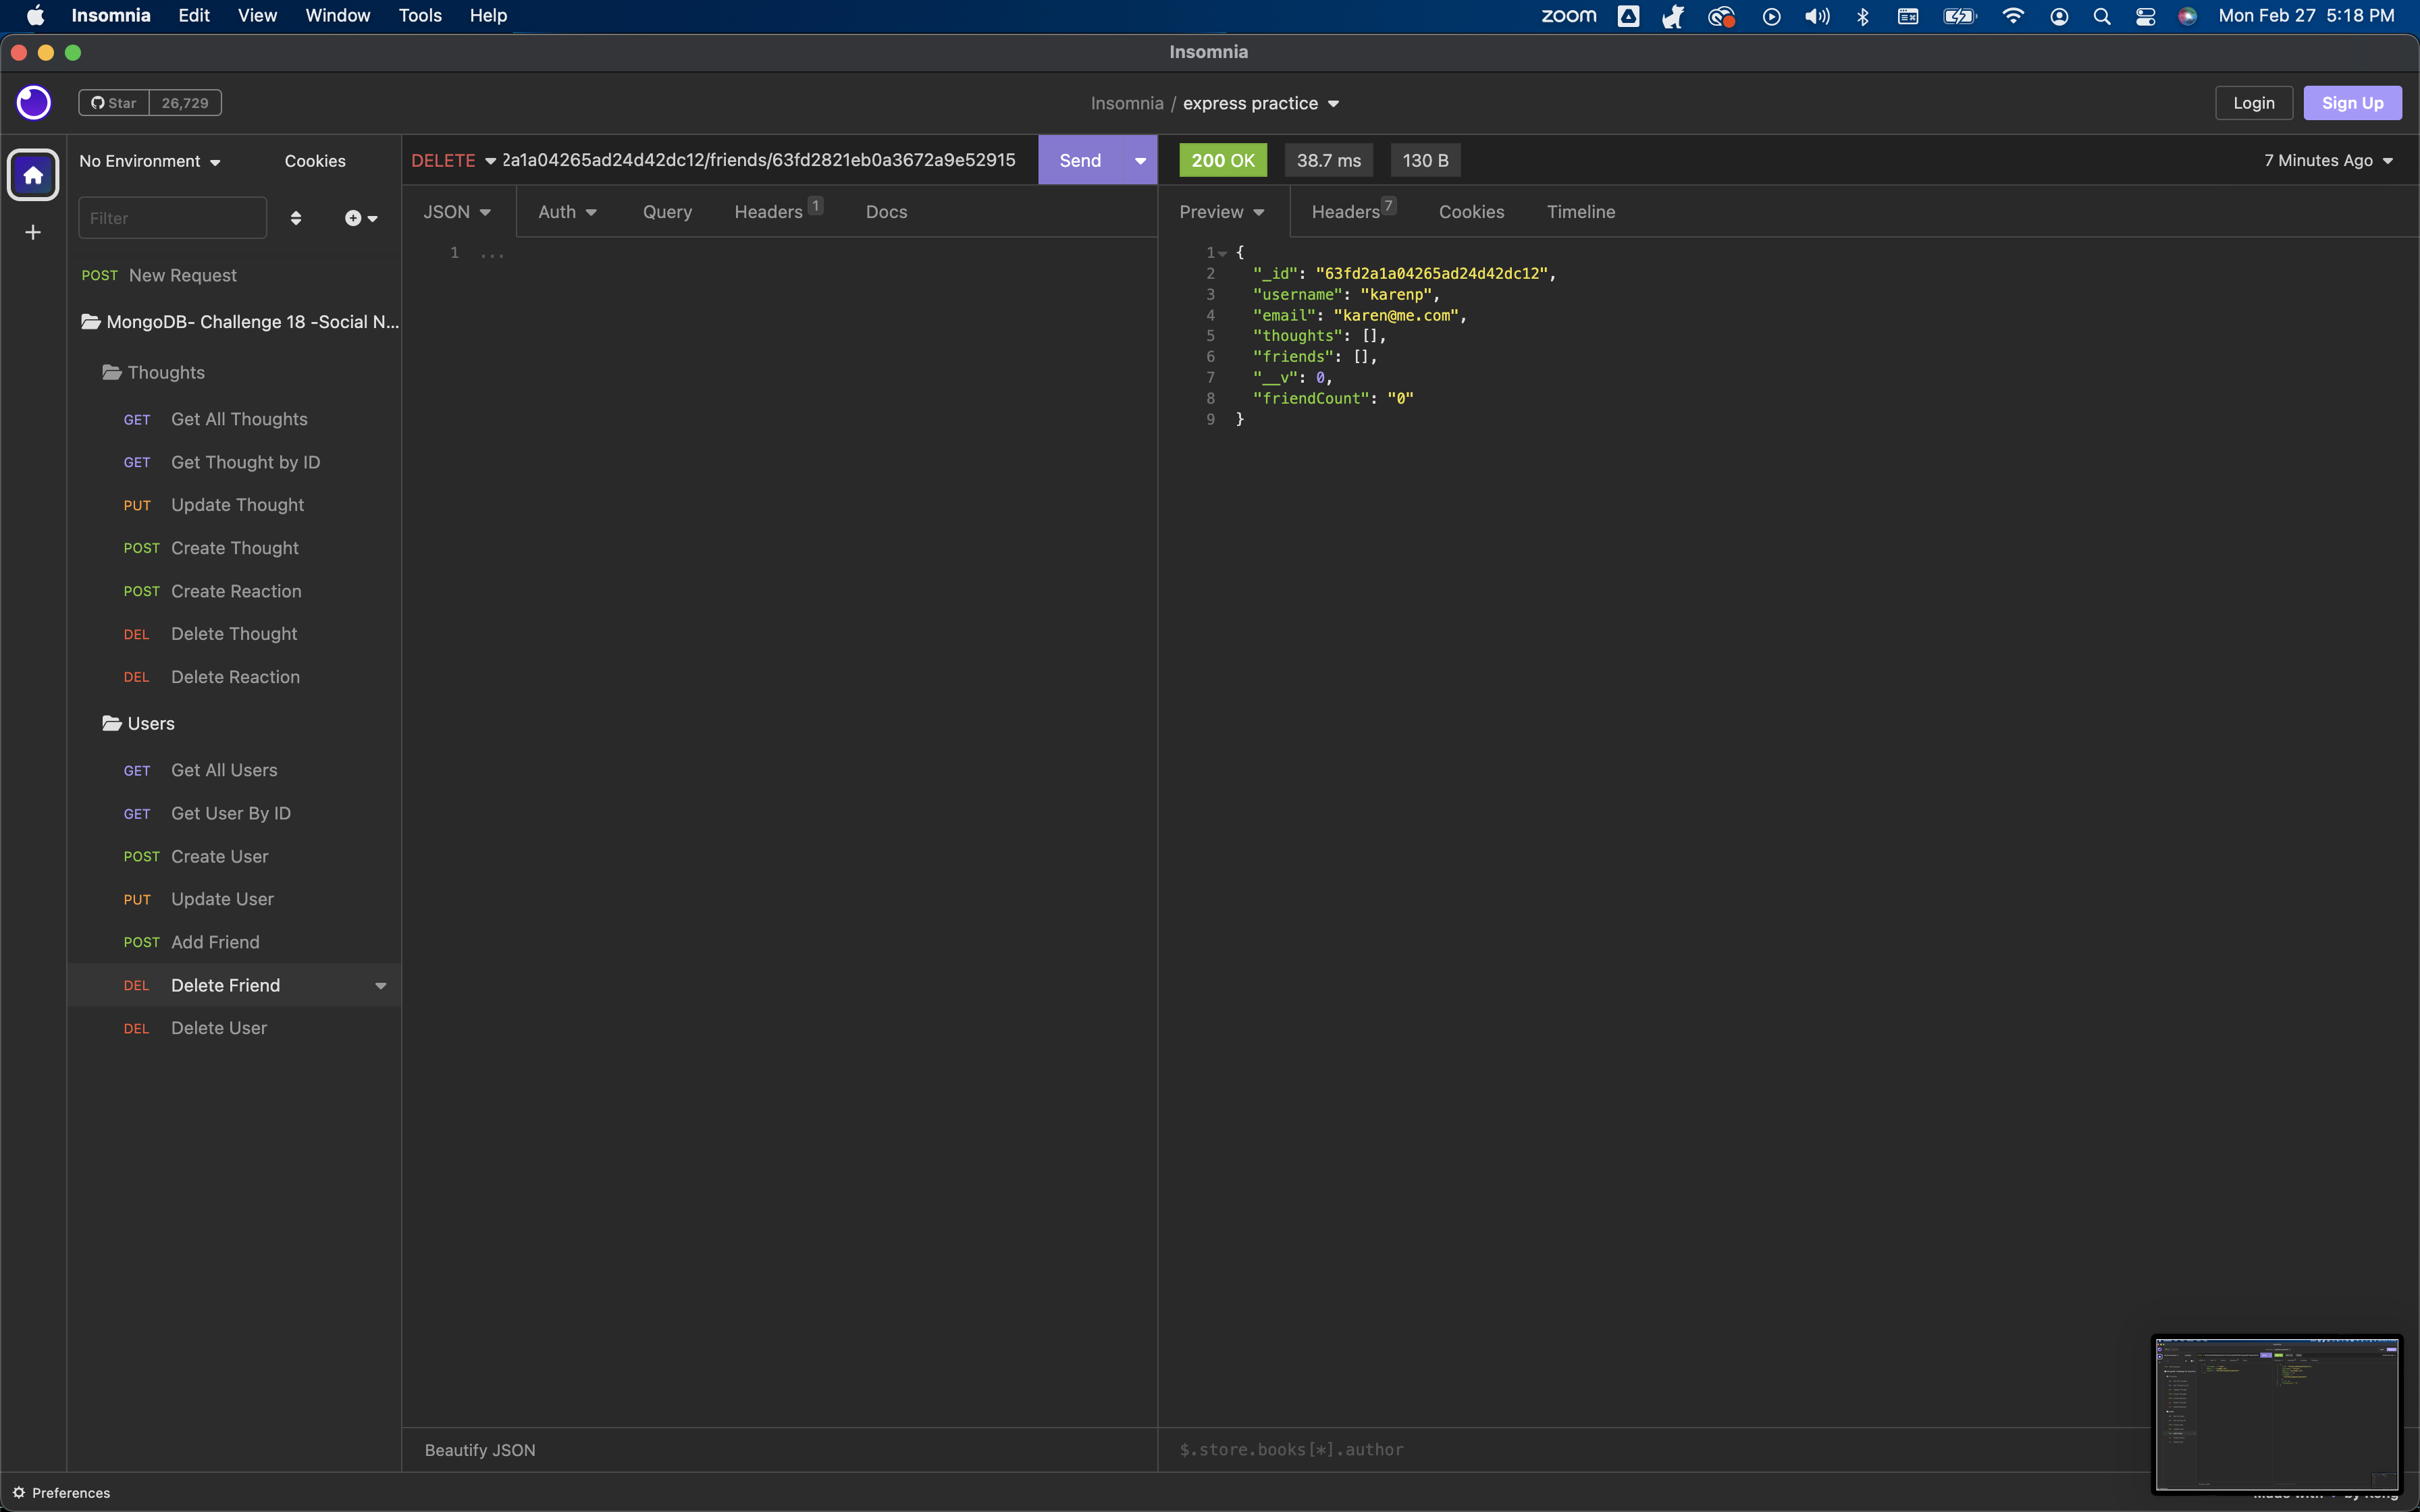 Insomnia Edit View Window Tools Help zoom Mon Feb 27 5:18 PM
Insomnia
Star 26,729 Insomnia / express practice Login Sign Up
No Environment Cookies
Filter
POST New Request
MongoDB- Challenge 18 -Social N...
Thoughts
GET Get All Thoughts
GET Get Thought by ID
PUT Update Thought
POST Create Thought
POST Create Reaction
DEL Delete Thought
DEL Delete Reaction
Users
GET Get All Users
GET Get User By ID
POST Create User
PUT Update User
POST Add Friend
DEL Delete Friend
DEL Delete User
DELETE 2a1a04265ad24d42dc12/friends/63fd2821eb0a3672a9e52915 Send
JSON Auth Query Headers 1 Docs
1 ...
Beautify JSON
200 OK 38.7 ms 130 B 7 Minutes Ago
Preview Headers 7 Cookies Timeline
1 {
2 "_id": "63fd2a1a04265ad24d42dc12",
3 "username": "karenp",
4 "email": "karen@me.com",
5 "thoughts": [],
6 "friends": [],
7 "__v": 0,
8 "friendCount": "0"
9 }
$.store.books[*].author
Preferences